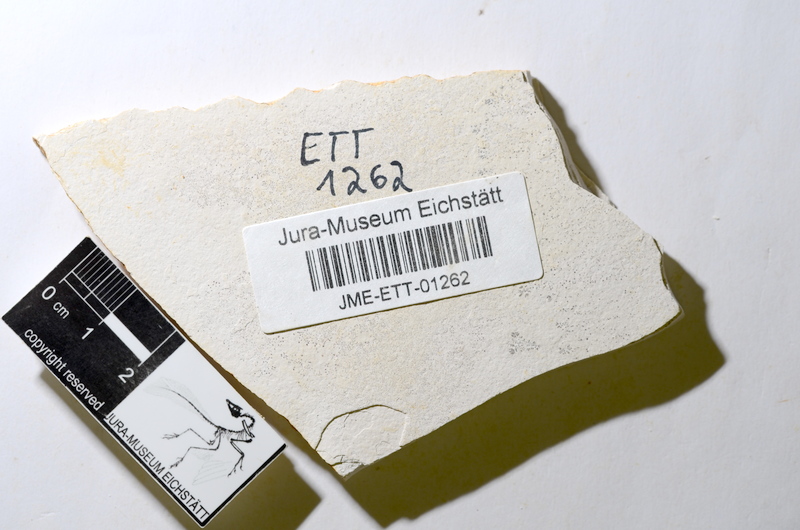 ETT
1262
Jura-Museum Eichstätt
JME-ETT-01262
0 cm 1 2
copyright reserved
JURA-MUSEUM EICHSTÄTT